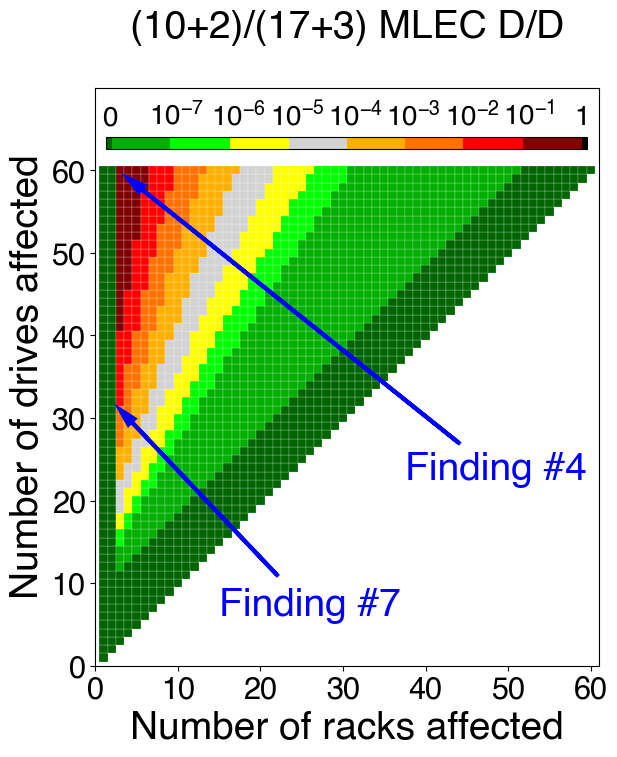 (10+2)/(17+3) MLEC D/D
0 10⁻⁷ 10⁻⁶ 10⁻⁵ 10⁻⁴ 10⁻³ 10⁻² 10⁻¹ 1
Number of drives affected
60
50
40
30
20
10
0
Finding #4
Finding #7
0 10 20 30 40 50 60
Number of racks affected